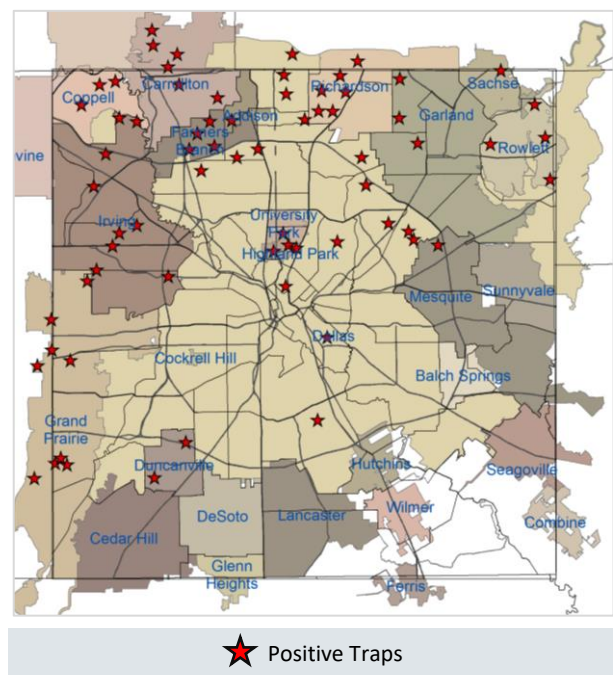 Coppell
Carrollton
Richardson
Sachse
Addison
Garland
Farmers
Branch
vine
Rowlett
Irving
University
Park
Highland Park
Mesquite
Sunnyvale
Dallas
Cockrell Hill
Balch Springs
Grand
Prairie
Duncanville
Hutchins
Seagoville
DeSoto
Lancaster
Wilmer
Combine
Cedar Hill
Glenn
Heights
Ferris
Positive Traps